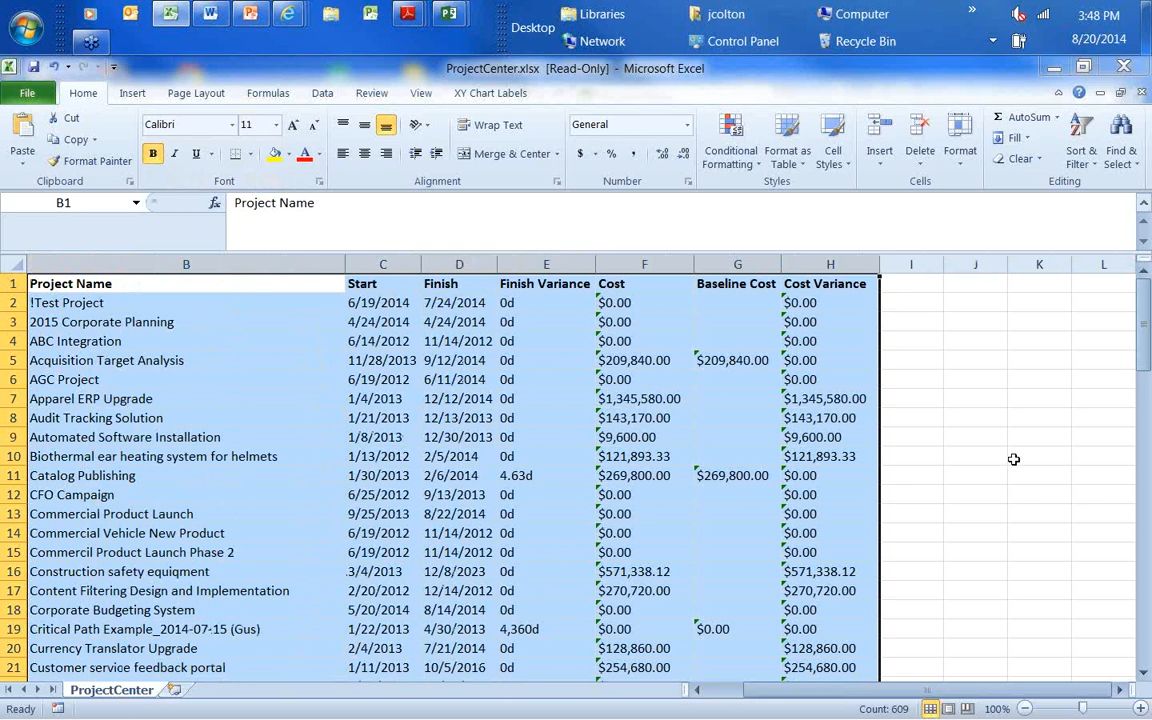 Desktop
Libraries
jcolton
Computer
»
3:48 PM
Network
Control Panel
Recycle Bin
8/20/2014
ProjectCenter.xlsx [Read-Only] - Microsoft Excel
File Home Insert Page Layout Formulas Data Review View XY Chart Labels
Paste
Cut
Copy
Format Painter
Clipboard
Calibri 11
B I U
Font
Wrap Text
Merge & Center
Alignment
General
$ % ,
Number
Conditional Formatting
Format as Table
Cell Styles
Styles
Insert Delete Format
Cells
Σ AutoSum
Fill
Clear
Sort & Filter
Find & Select
Editing
B1 fx Project Name
B C D E F G H I J K L
1 Project Name Start Finish Finish Variance Cost Baseline Cost Cost Variance
2 !Test Project 6/19/2014 7/24/2014 0d $0.00 $0.00
3 2015 Corporate Planning 4/24/2014 4/24/2014 0d $0.00 $0.00
4 ABC Integration 6/14/2012 11/14/2012 0d $0.00 $0.00
5 Acquisition Target Analysis 11/28/2013 9/12/2014 0d $209,840.00 $209,840.00 $0.00
6 AGC Project 6/19/2012 6/11/2014 0d $0.00 $0.00
7 Apparel ERP Upgrade 1/4/2013 12/12/2014 0d $1,345,580.00 $1,345,580.00
8 Audit Tracking Solution 1/21/2013 12/13/2013 0d $143,170.00 $143,170.00
9 Automated Software Installation 1/8/2013 12/30/2013 0d $9,600.00 $9,600.00
10 Biothermal ear heating system for helmets 1/13/2012 2/5/2014 0d $121,893.33 $121,893.33
11 Catalog Publishing 1/30/2013 2/6/2014 4.63d $269,800.00 $269,800.00 $0.00
12 CFO Campaign 6/25/2012 9/13/2013 0d $0.00 $0.00
13 Commercial Product Launch 9/25/2013 8/22/2014 0d $0.00 $0.00
14 Commercial Vehicle New Product 6/19/2012 11/14/2012 0d $0.00 $0.00
15 Commercil Product Launch Phase 2 6/19/2012 11/14/2012 0d $0.00 $0.00
16 Construction safety equiqment .3/4/2013 12/8/2023 0d $571,338.12 $571,338.12
17 Content Filtering Design and Implementation 2/20/2012 12/14/2012 0d $270,720.00 $270,720.00
18 Corporate Budgeting System 5/20/2014 8/14/2014 0d $0.00 $0.00
19 Critical Path Example_2014-07-15 (Gus) 1/22/2013 4/30/2013 4,360d $0.00 $0.00 $0.00
20 Currency Translator Upgrade 2/4/2013 7/21/2014 0d $128,860.00 $128,860.00
21 Customer service feedback portal 1/11/2013 10/5/2016 0d $254,680.00 $254,680.00
ProjectCenter
Ready Count: 609 100%